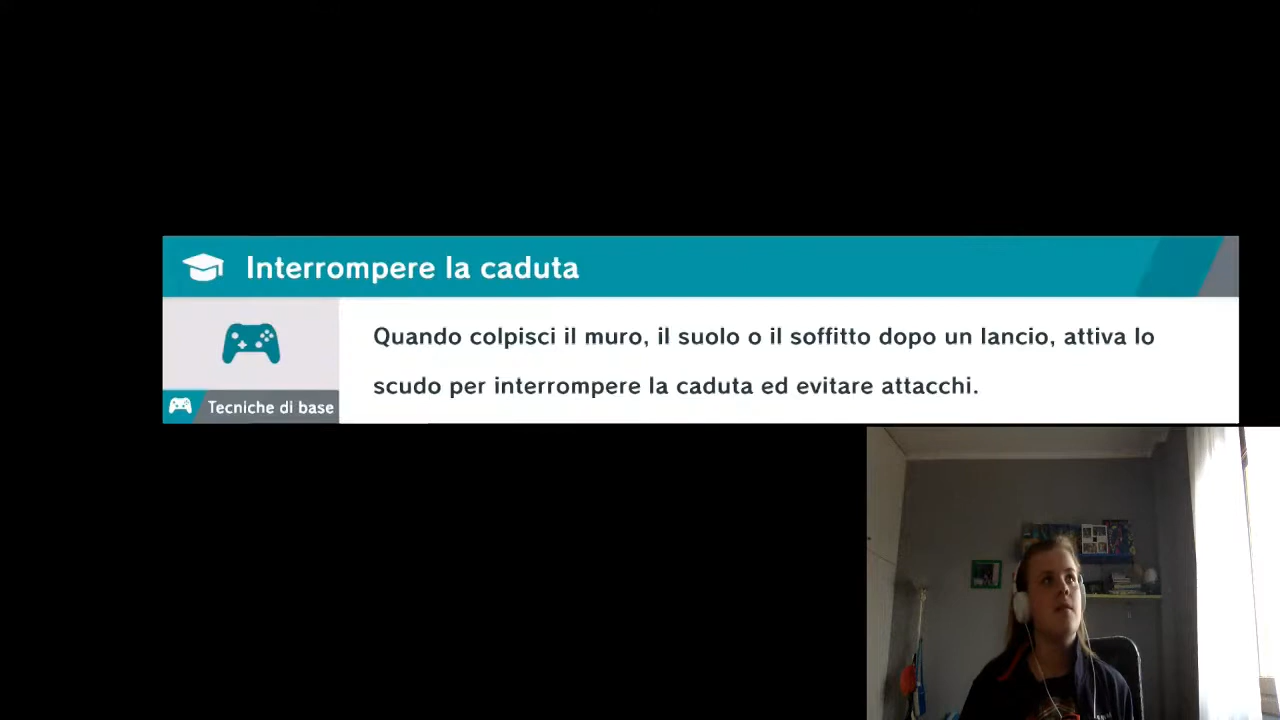 Interrompere la caduta
Quando colpisci il muro, il suolo o il soffitto dopo un lancio, attiva lo
scudo per interrompere la caduta ed evitare attacchi.
Tecniche di base